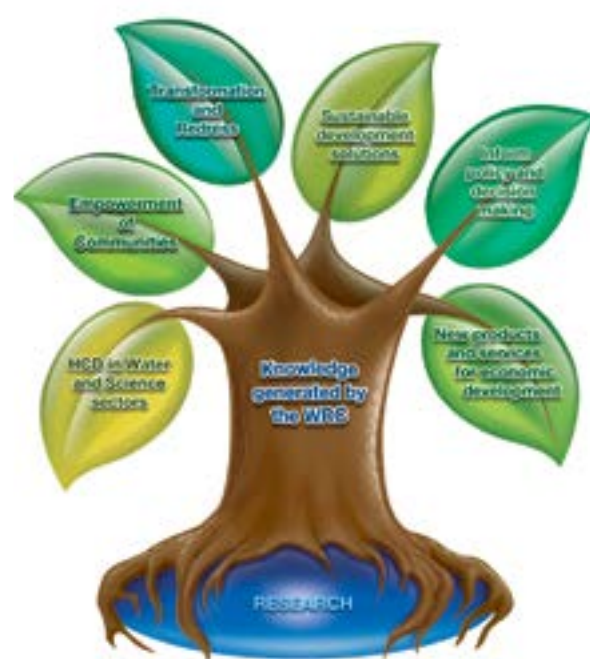 Transformation
and
Redress
Sustainable
development
solutions
Inform
policy and
decision
making
Empowerment
of
Communities
HCD in Water
and Science
sectors
New products
and services
for economic
development
Knowledge
generated by
the WRC
RESEARCH